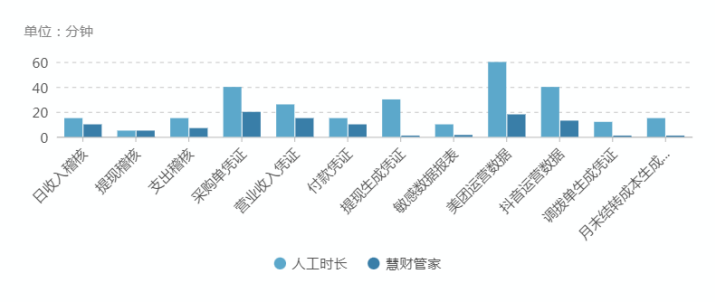 单位：分钟
60
40
20
0
日收入稽核
提现稽核
支出稽核
采购单凭证
营业收入凭证
付款凭证
提现生成凭证
敏感数据报表
美团运营数据
抖音运营数据
调拨单生成凭证
月末结转成本生成...
人工时长 慧财管家